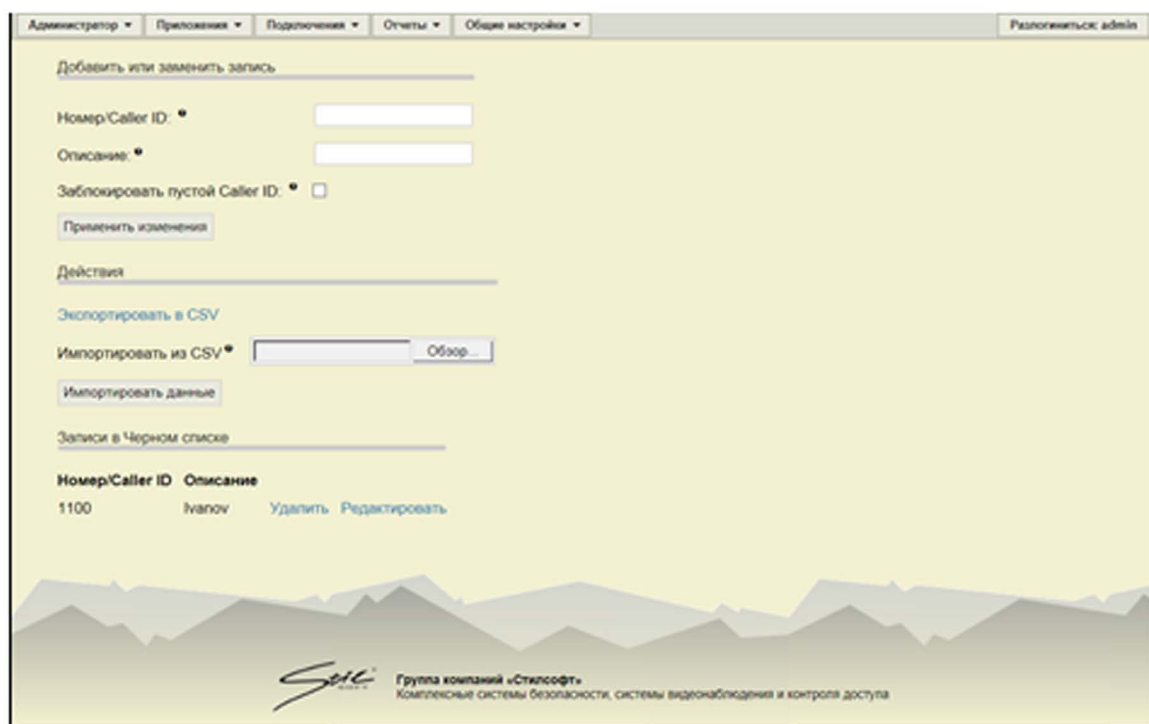 Администратор ▼ Приложения ▼ Подключения ▼ Отчеты ▼ Общие настройки ▼ Разлогиниться: admin
Добавить или заменить запись
Номер/Caller ID:
Описание:
Заблокировать пустой Caller ID:
Применить изменения
Действия
Экспортировать в CSV
Импортировать из CSV Обзор...
Импортировать данные
Записи в Черном списке
Номер/Caller ID Описание
1100 Ivanov Удалить Редактировать
Группа компаний «Стилсофт»
Комплексные системы безопасности, системы видеонаблюдения и контроля доступа